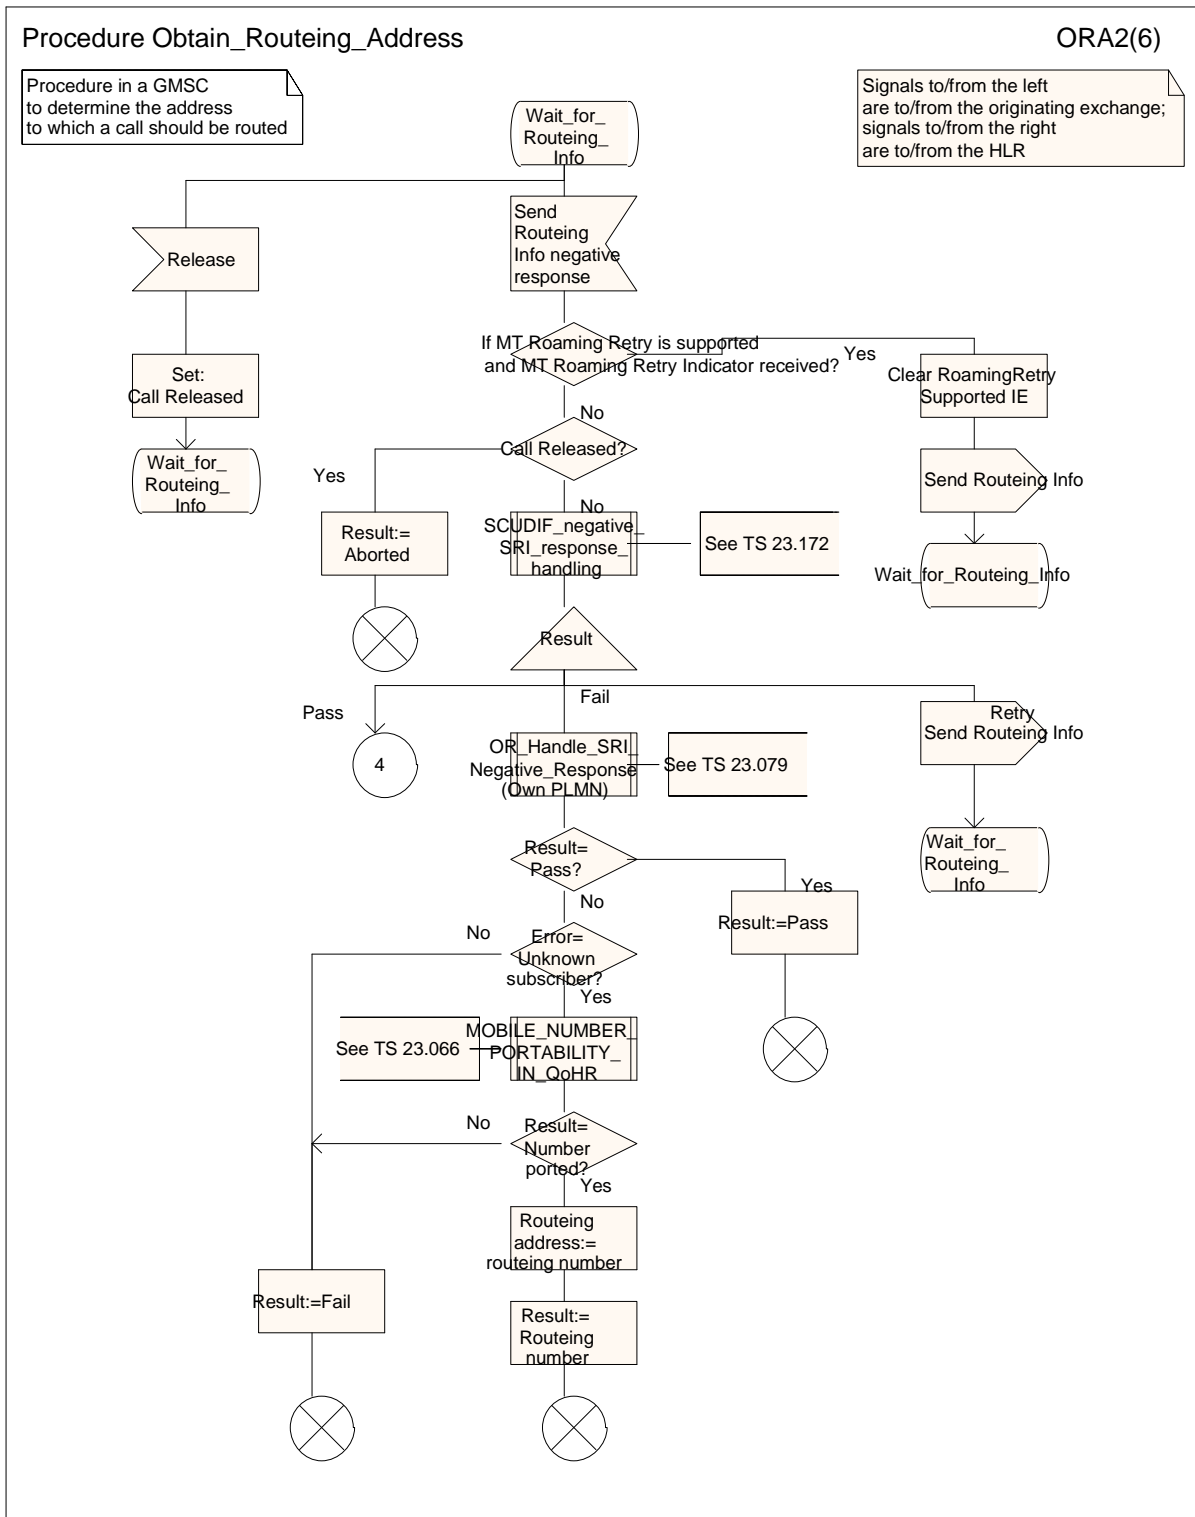 Procedure Obtain_Routeing_Address
ORA2(6)
Procedure in a GMSC
to determine the address
to which a call should be routed
Signals to/from the left
are to/from the originating exchange;
signals to/from the right
are to/from the HLR
Wait_for_
Routeing_
Info
Release
Send
Routeing
Info negative
response
If MT Roaming Retry is supported
and MT Roaming Retry Indicator received?
Yes
No
Set:
Call Released
Clear RoamingRetry
Supported IE
Call Released?
Yes
No
Wait_for_
Routeing_
Info
Send Routeing Info
Result:=
Aborted
SCUDIF_negative_
SRI_response_
handling
See TS 23.172
Wait_for_Routeing_Info
Result
Pass
Fail
Retry
Send Routeing Info
4
OR_Handle_SRI_
Negative_Response
(Own PLMN)
See TS 23.079
Result=
Pass?
Yes
No
Wait_for_
Routeing_
Info
Result:=Pass
No
Error=
Unknown
subscriber?
Yes
See TS 23.066
MOBILE_NUMBER_
PORTABILITY_
IN_QoHR
No
Result=
Number
ported?
Yes
Routeing
address:=
routeing number
Result:=Fail
Result:=
Routeing
number